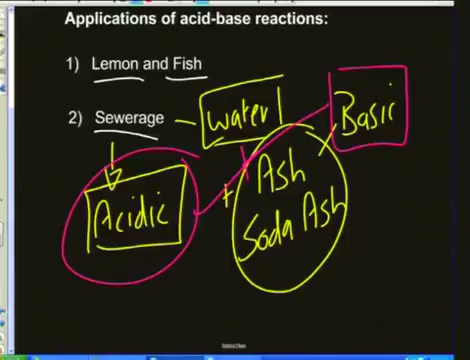 Applications of acid-base reactions:
1) Lemon and Fish
2) Sewerage
water
Basic
Acidic
+ Ash
Soda Ash